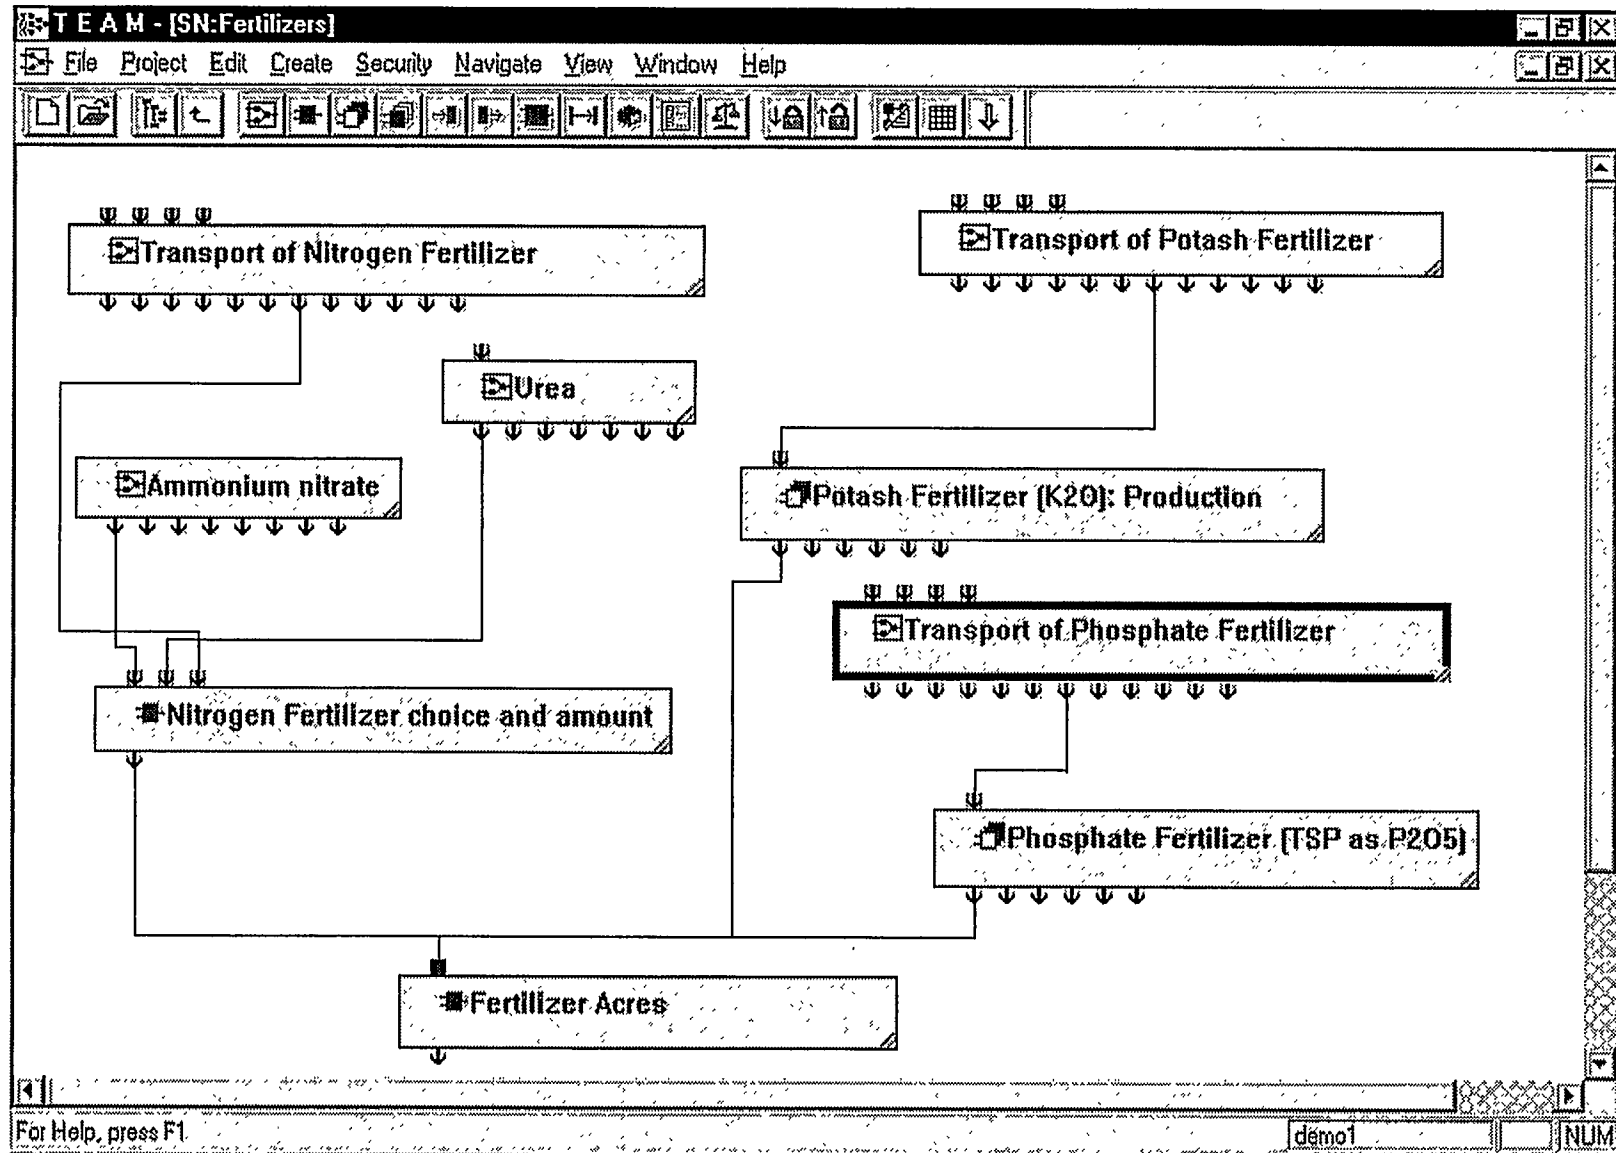 T E A M - [SN:Fertilizers]
File Project Edit Create Security Navigate View Window Help
Transport of Nitrogen Fertilizer
Transport of Potash Fertilizer
Urea
Ammonium nitrate
Potash Fertilizer (K2O): Production
Transport of Phosphate Fertilizer
Nitrogen Fertilizer choice and amount
Phosphate Fertilizer (TSP as P2O5)
Fertilizer Acres
For Help, press F1
demo1
NUM